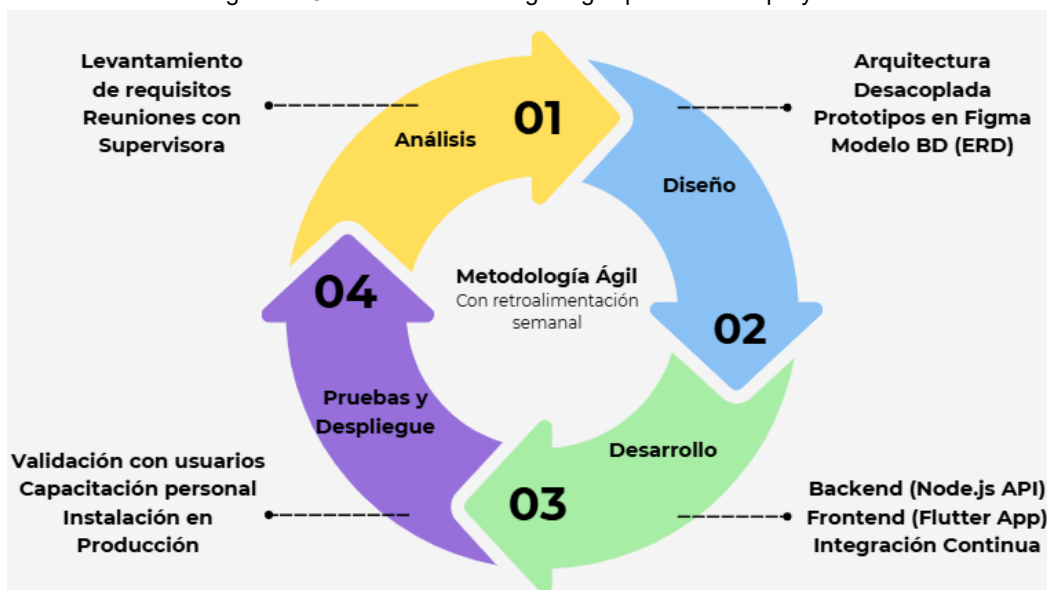 Levantamiento
de requisitos
Reuniones con
Supervisora
Análisis
01
Arquitectura
Desacoplada
Prototipos en Figma
Modelo BD (ERD)
Diseño
02
Metodología Ágil
Con retroalimentación
semanal
04
Pruebas y
Despliegue
Validación con usuarios
Capacitación personal
Instalación en
Producción
Desarrollo
03
Backend (Node.js API)
Frontend (Flutter App)
Integración Continua